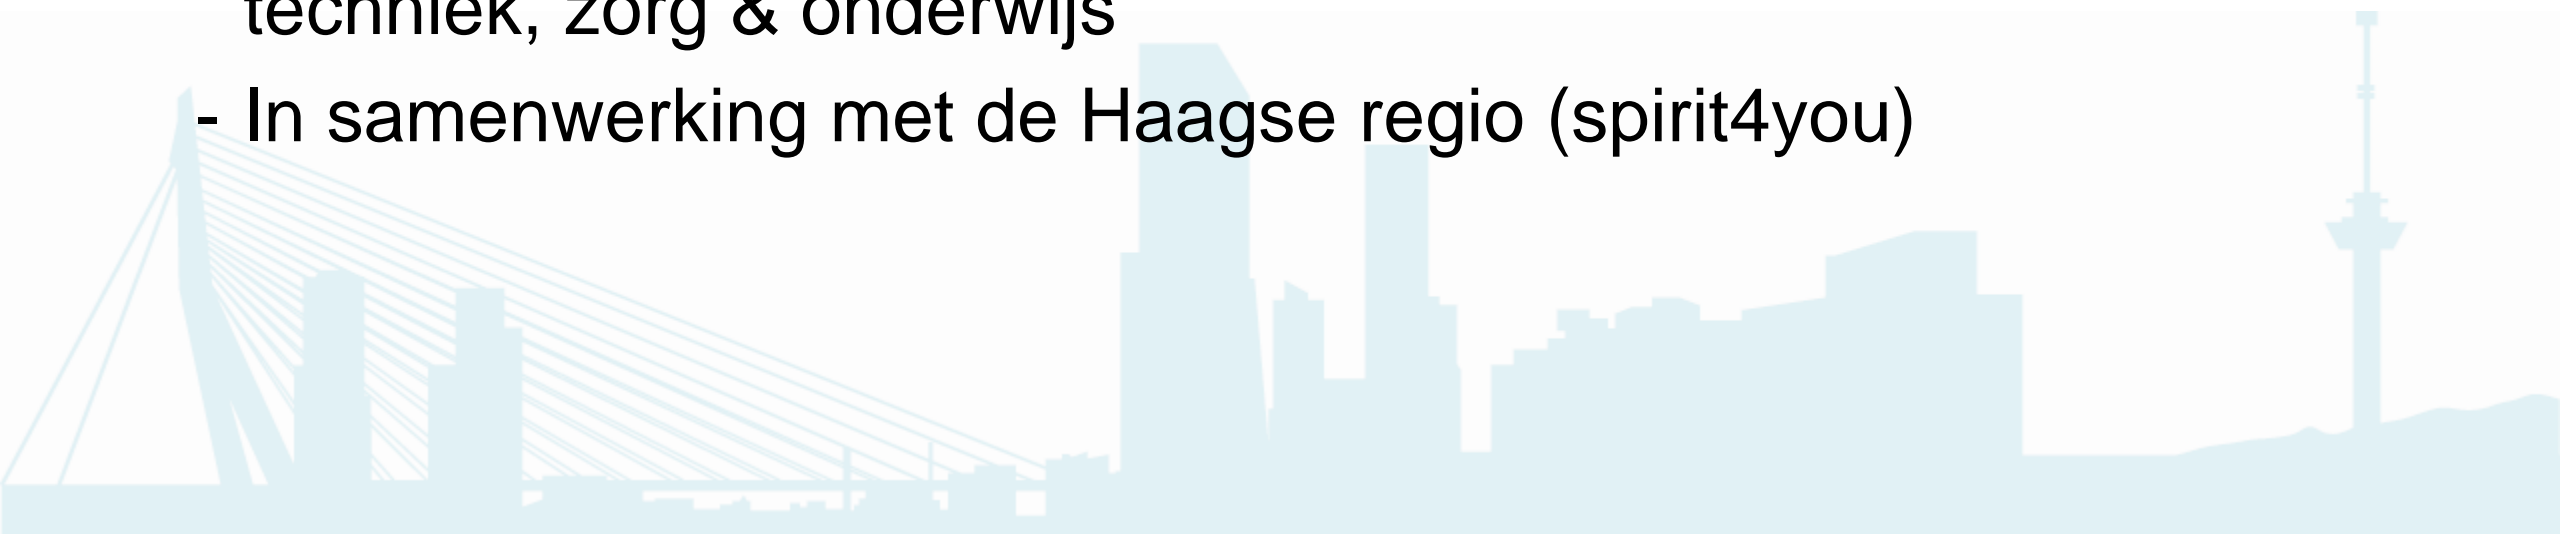 techniek, zorg & onderwijs
- In samenwerking met de Haagse regio (spirit4you)